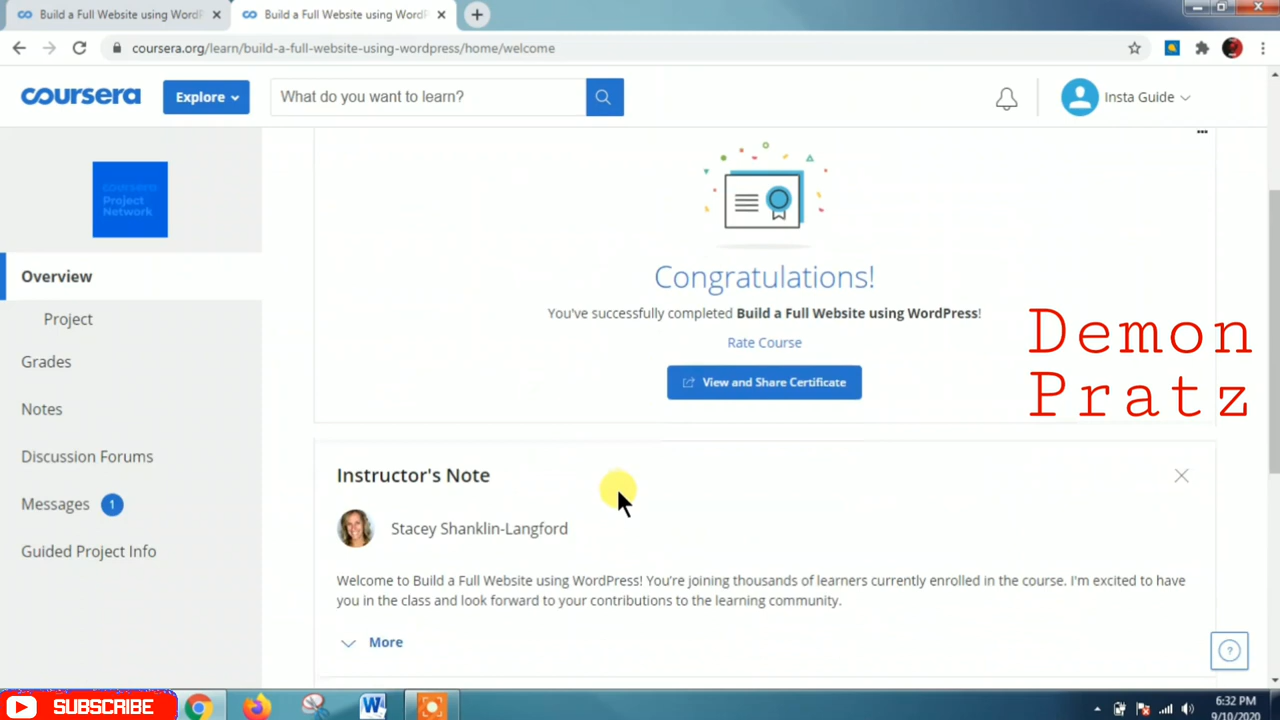 Build a Full Website using WordP
Build a Full Website using WordP
coursera.org/learn/build-a-full-website-using-wordpress/home/welcome
coursera
Explore
What do you want to learn?
Insta Guide
coursera
Project
Network
Overview
Project
Grades
Notes
Discussion Forums
Messages 1
Guided Project Info
Congratulations!
You've successfully completed Build a Full Website using WordPress!
Rate Course
View and Share Certificate
Demon
Pratz
Instructor's Note
Stacey Shanklin-Langford
Welcome to Build a Full Website using WordPress! You're joining thousands of learners currently enrolled in the course. I'm excited to have
you in the class and look forward to your contributions to the learning community.
More
?
SUBSCRIBE
W
6:32 PM
9/10/2020